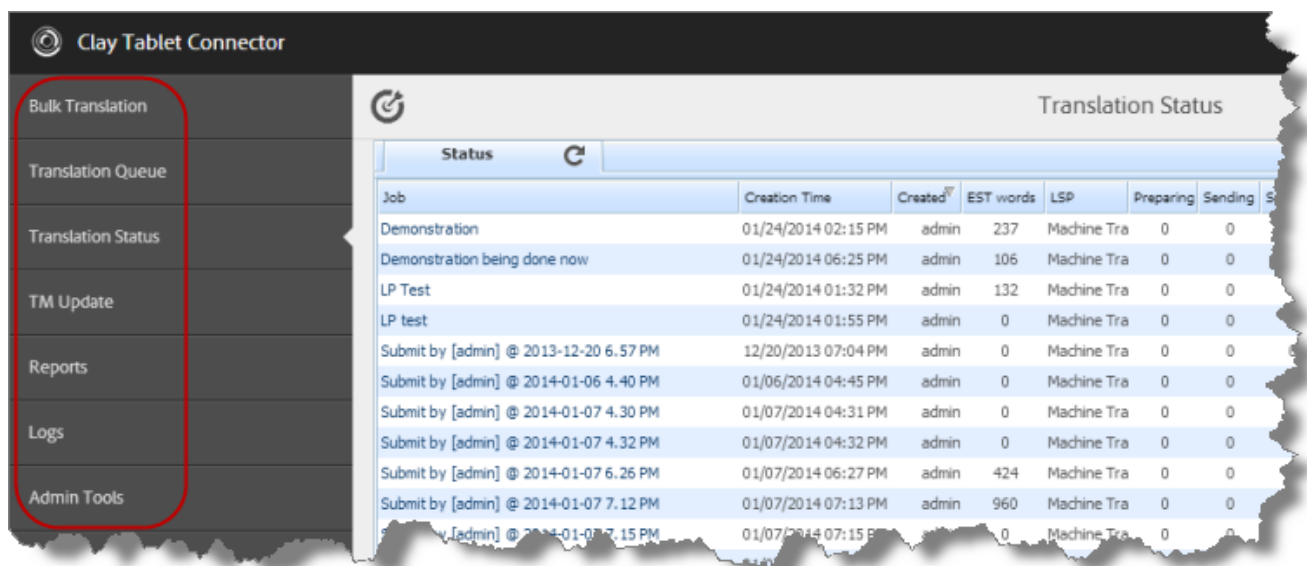 Clay Tablet Connector
Bulk Translation
Translation Queue
Translation Status
TM Update
Reports
Logs
Admin Tools
Translation Status
Status
Job Creation Time Created EST words LSP Preparing Sending
Demonstration 01/24/2014 02:15 PM admin 237 Machine Tra 0 0
Demonstration being done now 01/24/2014 06:25 PM admin 106 Machine Tra 0 0
LP Test 01/24/2014 01:32 PM admin 132 Machine Tra 0 0
LP test 01/24/2014 01:55 PM admin 0 Machine Tra 0 0
Submit by [admin] @ 2013-12-20 6.57 PM 12/20/2013 07:04 PM admin 0 Machine Tra 0 0
Submit by [admin] @ 2014-01-06 4.40 PM 01/06/2014 04:45 PM admin 0 Machine Tra 0 0
Submit by [admin] @ 2014-01-07 4.30 PM 01/07/2014 04:31 PM admin 0 Machine Tra 0 0
Submit by [admin] @ 2014-01-07 4.32 PM 01/07/2014 04:32 PM admin 0 Machine Tra 0 0
Submit by [admin] @ 2014-01-07 6.26 PM 01/07/2014 06:27 PM admin 424 Machine Tra 0 0
Submit by [admin] @ 2014-01-07 7.12 PM 01/07/2014 07:13 PM admin 960 Machine Tra 0 0
[admin] @ 7.15 PM 07:15 0 Machine Tra 0